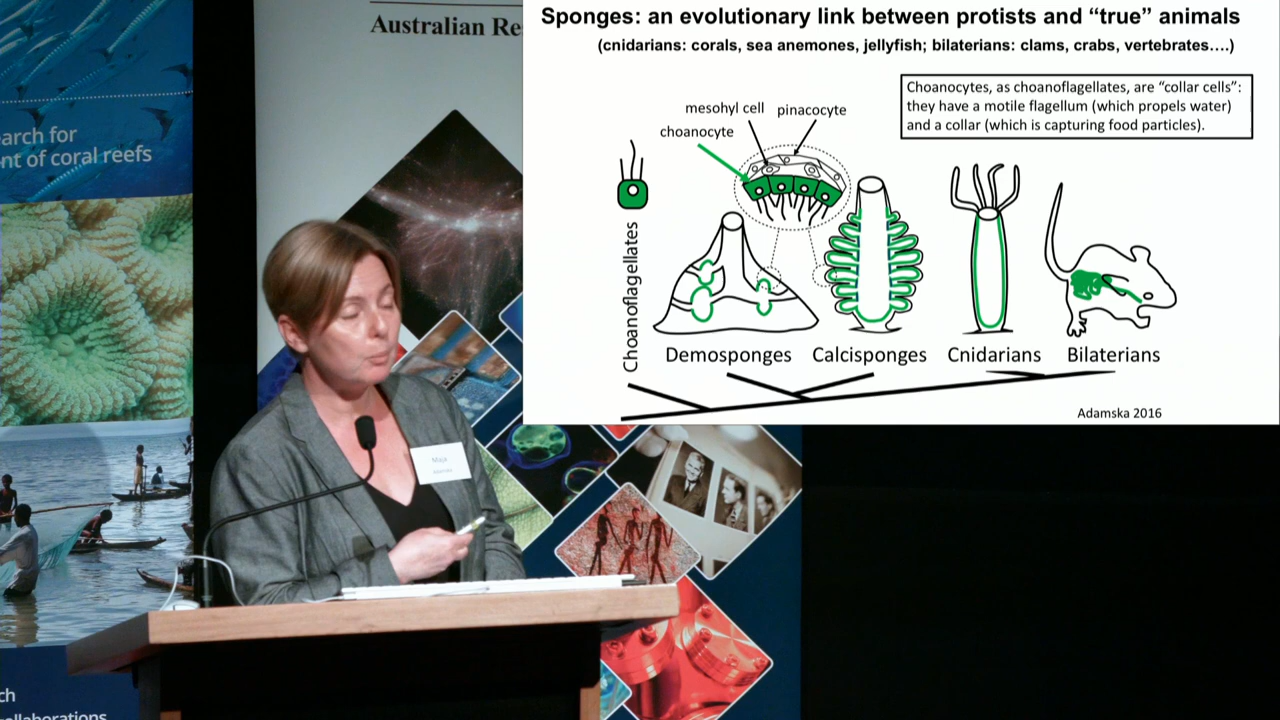 Sponges: an evolutionary link between protists and “true” animals
(cnidarians: corals, sea anemones, jellyfish; bilaterians: clams, crabs, vertebrates....)
Choanocytes, as choanoflagellates, are “collar cells”:
they have a motile flagellum (which propels water)
and a collar (which is capturing food particles).
mesohyl cell
pinacocyte
choanocyte
Choanoflagellates
Demosponges
Calcisponges
Cnidarians
Bilaterians
Adamska 2016
Australian Re
earch for
nt of coral reefs
Maja
Adamska
ch
collaborations